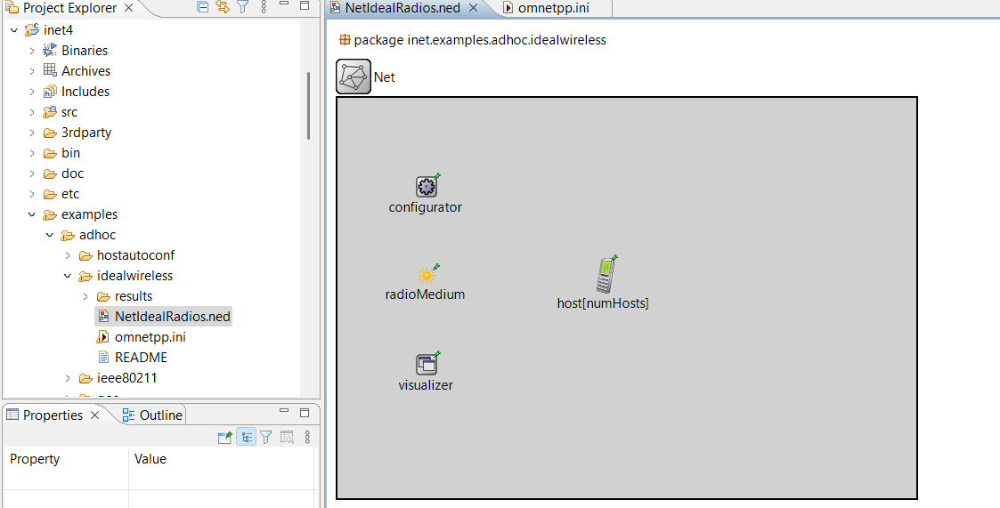 Project Explorer
inet4
Binaries
Archives
Includes
src
3rdparty
bin
doc
etc
examples
adhoc
hostautoconf
idealwireless
results
NetIdealRadios.ned
omnetpp.ini
README
ieee80211
Properties
Outline
Property Value
NetIdealRadios.ned
omnetpp.ini
package inet.examples.adhoc.idealwireless
Net
configurator
radioMedium
host[numHosts]
visualizer